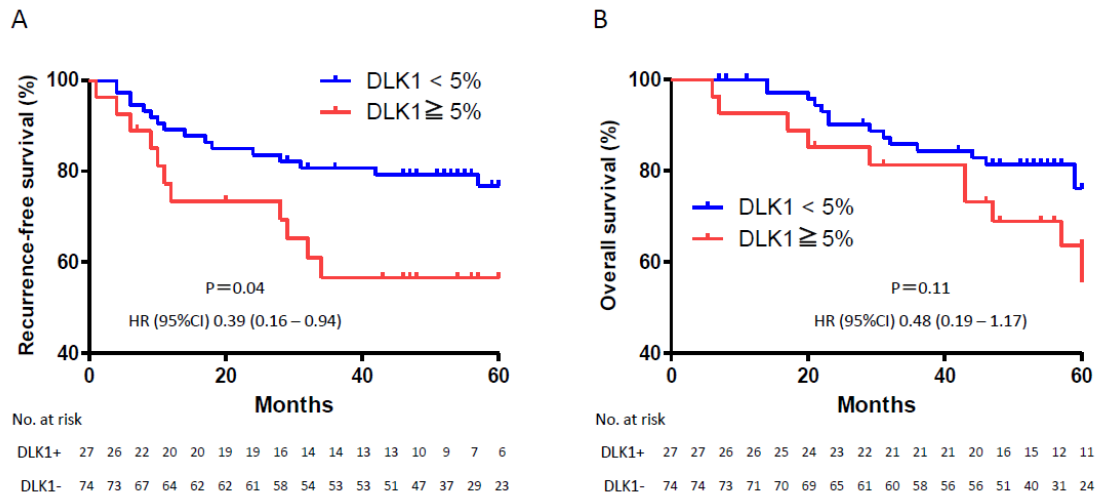 A
Recurrence-free survival (%)
100
80
60
40
DLK1 < 5%
DLK1≧ 5%
P=0.04
HR (95%CI) 0.39 (0.16 – 0.94)
0 20 40 60
Months
No. at risk
DLK1+ 27 26 22 20 20 19 19 16 14 14 13 13 10 9 7 6
DLK1- 74 73 67 64 62 62 61 58 54 53 53 51 47 37 29 23
B
Overall survival (%)
100
80
60
40
DLK1 < 5%
DLK1≧ 5%
P=0.11
HR (95%CI) 0.48 (0.19 – 1.17)
0 20 40 60
Months
No. at risk
DLK1+ 27 27 26 26 25 24 23 22 21 21 21 20 16 15 12 11
DLK1- 74 74 73 71 70 69 65 61 60 58 56 56 51 40 31 24